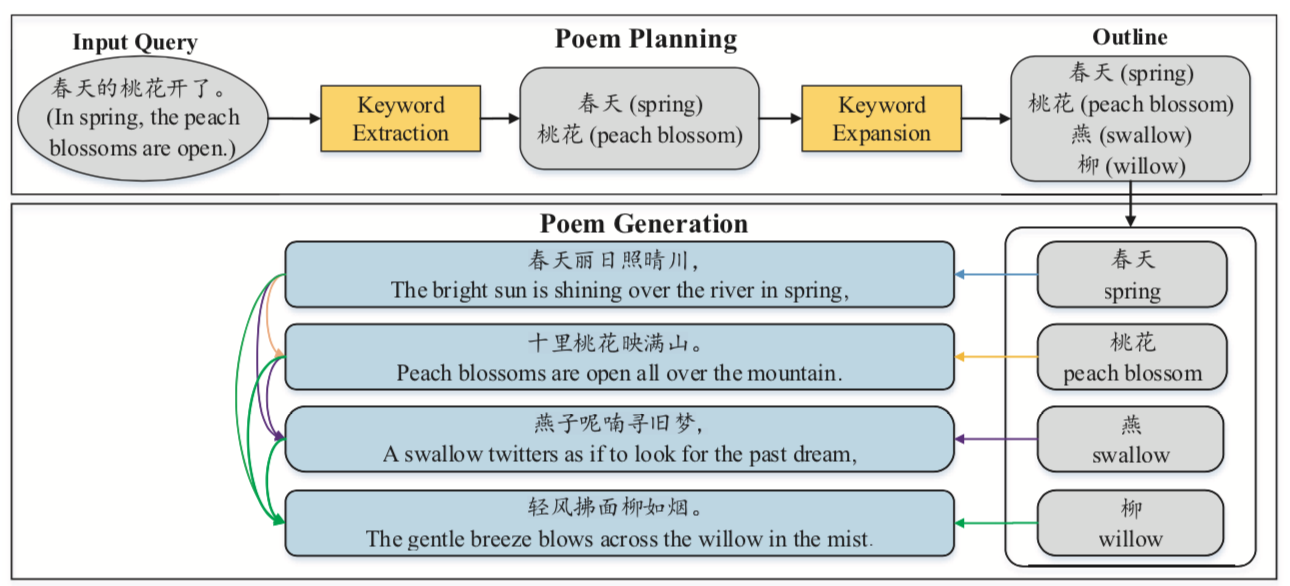 Input Query
Poem Planning
Outline
春天的桃花开了。
(In spring, the peach
blossoms are open.)
Keyword
Extraction
春天 (spring)
桃花 (peach blossom)
Keyword
Expansion
春天 (spring)
桃花 (peach blossom)
燕 (swallow)
柳 (willow)
Poem Generation
春天丽日照晴川，
The bright sun is shining over the river in spring,
春天
spring
十里桃花映满山。
Peach blossoms are open all over the mountain.
桃花
peach blossom
燕子呢喃寻旧梦，
A swallow twitters as if to look for the past dream,
燕
swallow
轻风拂面柳如烟。
The gentle breeze blows across the willow in the mist.
柳
willow